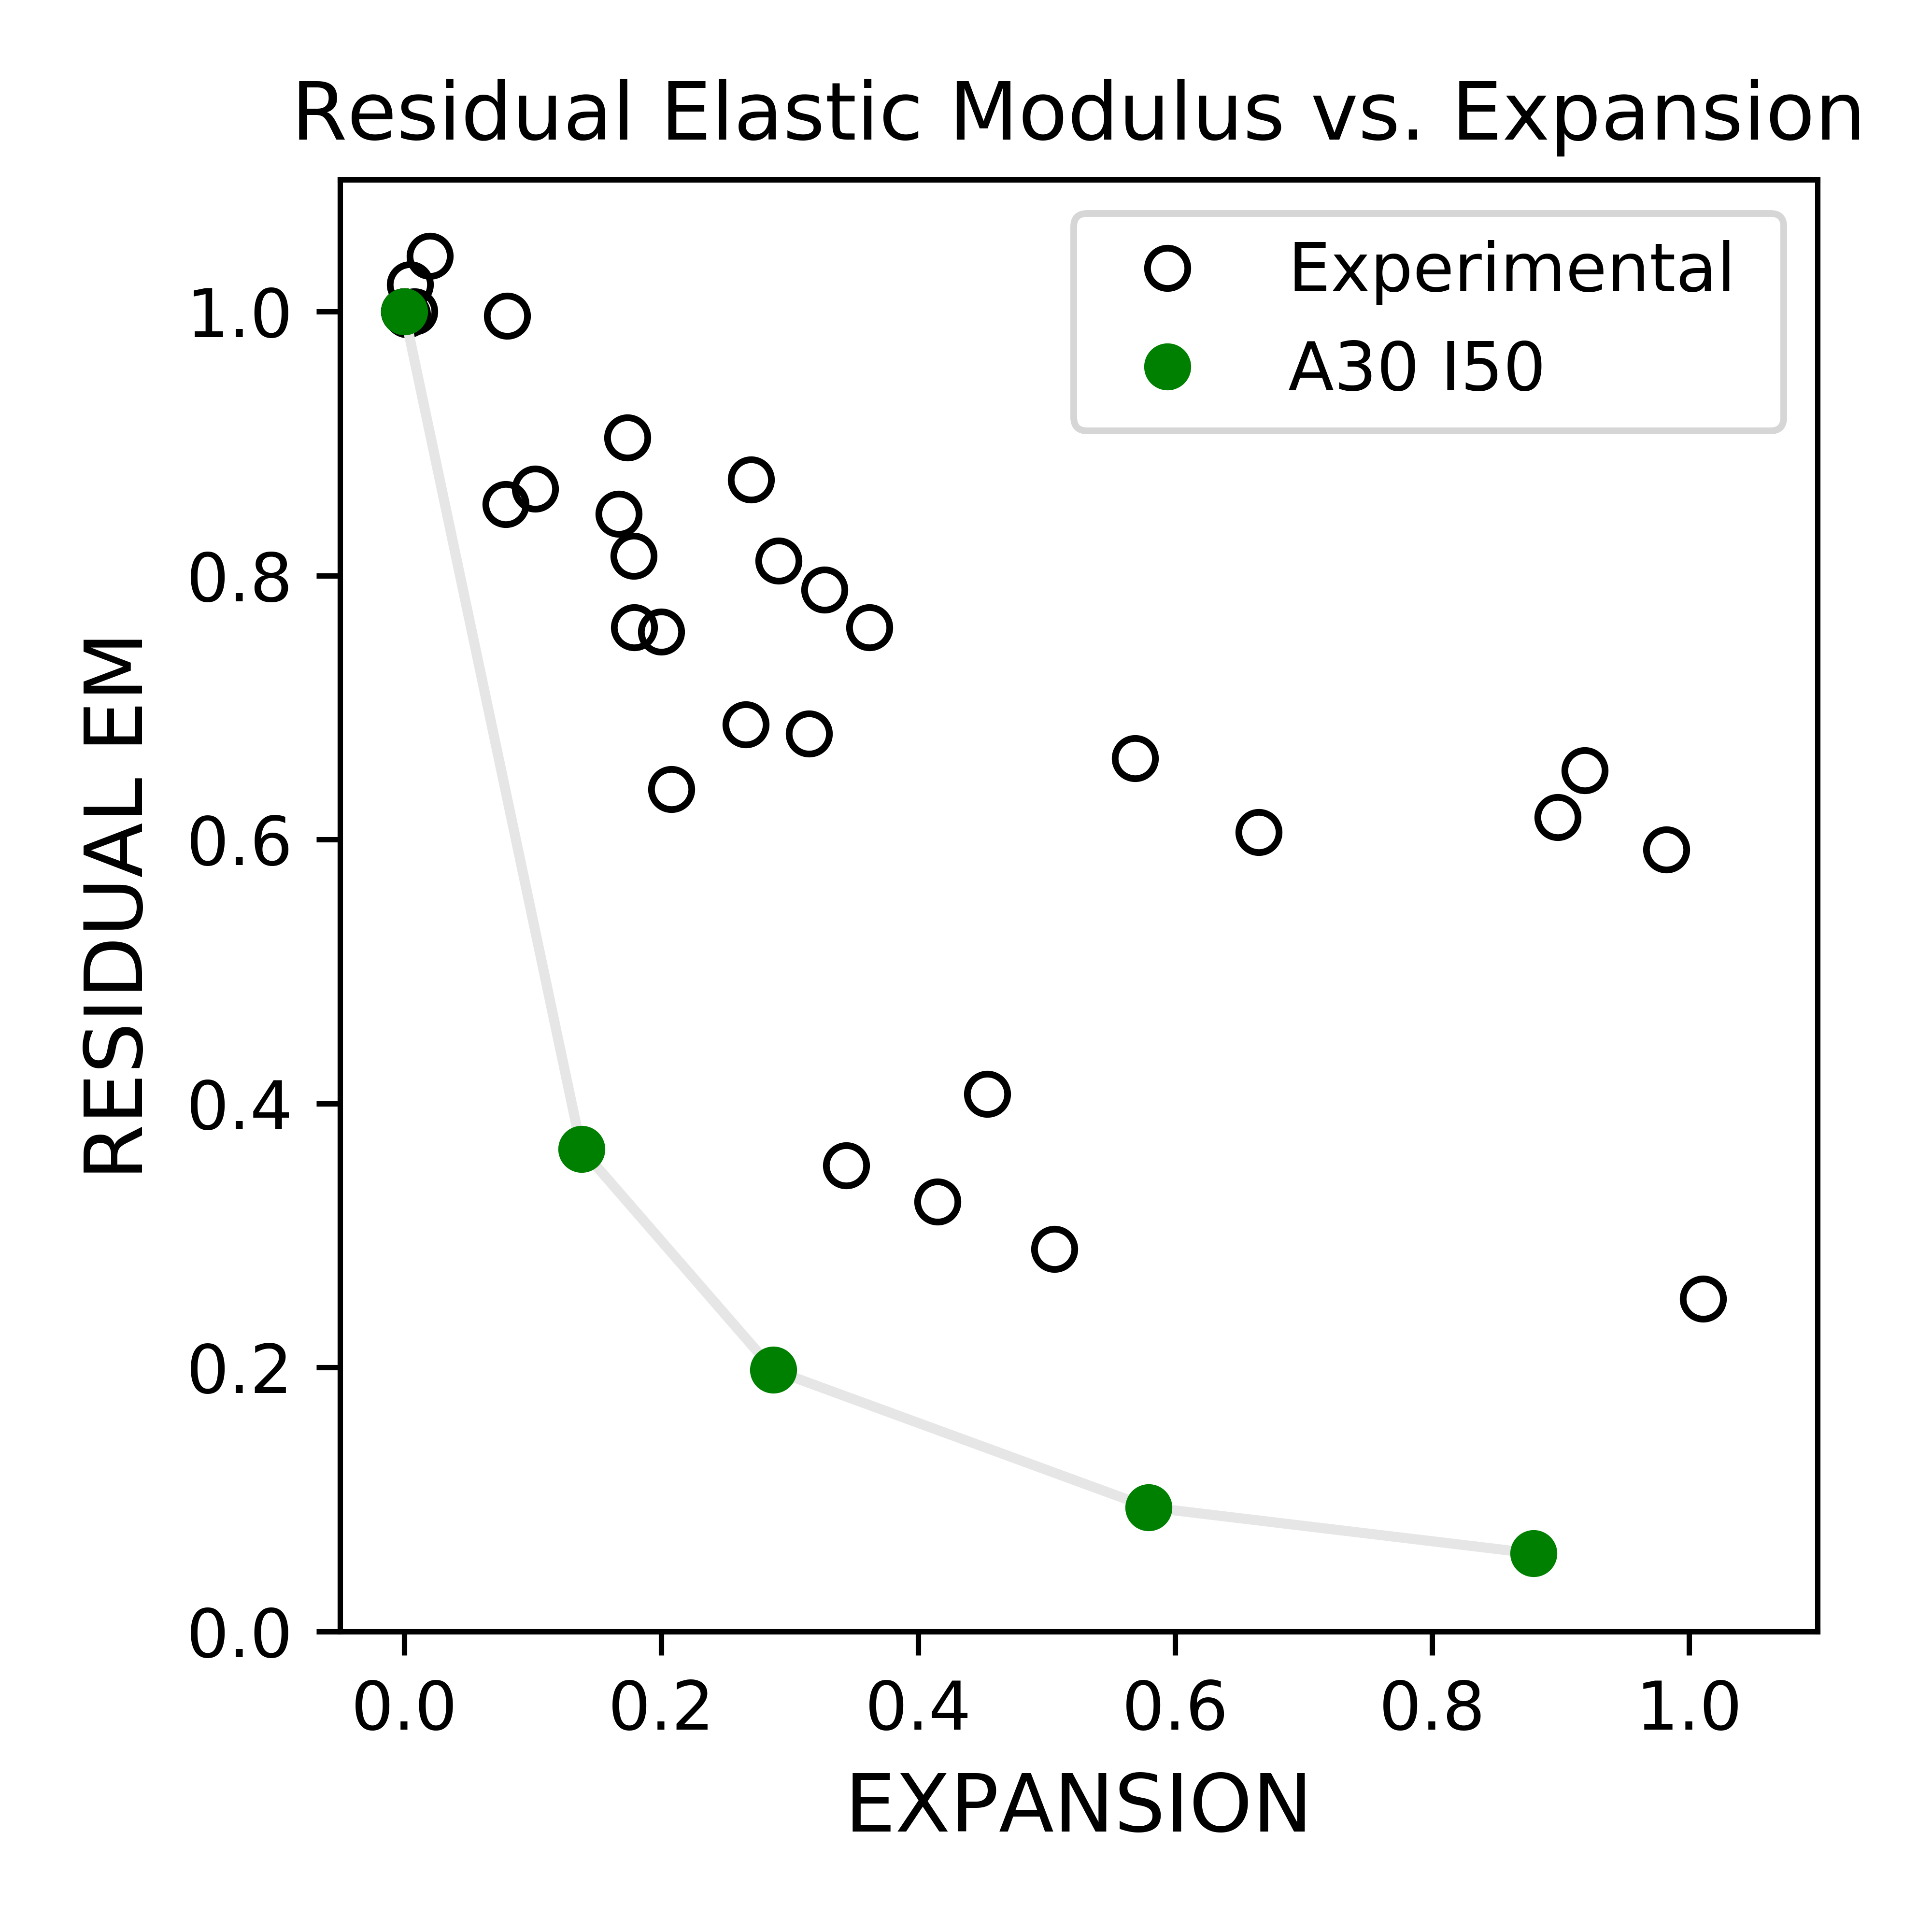 Residual Elastic Modulus vs. Expansion
Experimental
A30 I50
RESIDUAL EM
1.0
0.8
0.6
0.4
0.2
0.0
0.0 0.2 0.4 0.6 0.8 1.0
EXPANSION